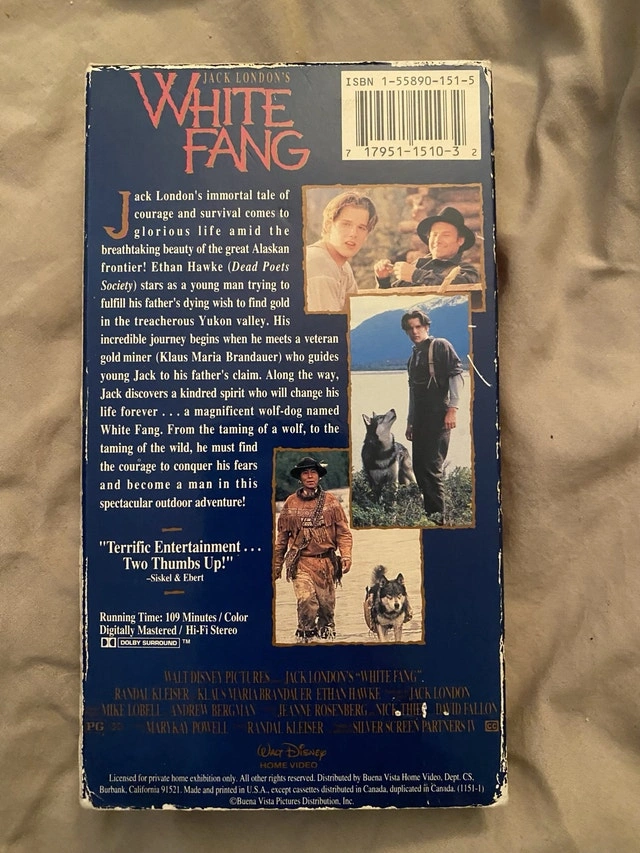 JACK LONDON'S
WHITE
FANG
ISBN 1-55890-151-5
7 17951-1510-3 2
Jack London's immortal tale of
courage and survival comes to
glorious life amid the
breathtaking beauty of the great Alaskan
frontier! Ethan Hawke (Dead Poets
Society) stars as a young man trying to
fulfill his father's dying wish to find gold
in the treacherous Yukon valley. His
incredible journey begins when he meets a veteran
gold miner (Klaus Maria Brandauer) who guides
young Jack to his father's claim. Along the way,
Jack discovers a kindred spirit who will change his
life forever . . . a magnificent wolf-dog named
White Fang. From the taming of a wolf, to the
taming of the wild, he must find
the courage to conquer his fears
and become a man in this
spectacular outdoor adventure!
"Terrific Entertainment . . .
Two Thumbs Up!"
–Siskel & Ebert
Running Time: 109 Minutes / Color
Digitally Mastered / Hi-Fi Stereo
DOLBY SURROUND TM
WALT DISNEY PICTURES JACK LONDON'S "WHITE FANG"
RANDAL KLEISER KLAUS MARIA BRANDAUER ETHAN HAWKE JACK LONDON
MIKE LOBELL ANDREW BERGMAN JEANNE ROSENBERG NICK THIEL DAVID FALLON
PG MARYKAY POWELL RANDAL KLEISER SILVER SCREEN PARTNERS IV CC
WALT DISNEY
HOME VIDEO
Licensed for private home exhibition only. All other rights reserved. Distributed by Buena Vista Home Video, Dept. CS,
Burbank, California 91521. Made and printed in U.S.A., except cassettes distributed in Canada, duplicated in Canada. (1151-1)
©Buena Vista Pictures Distribution, Inc.